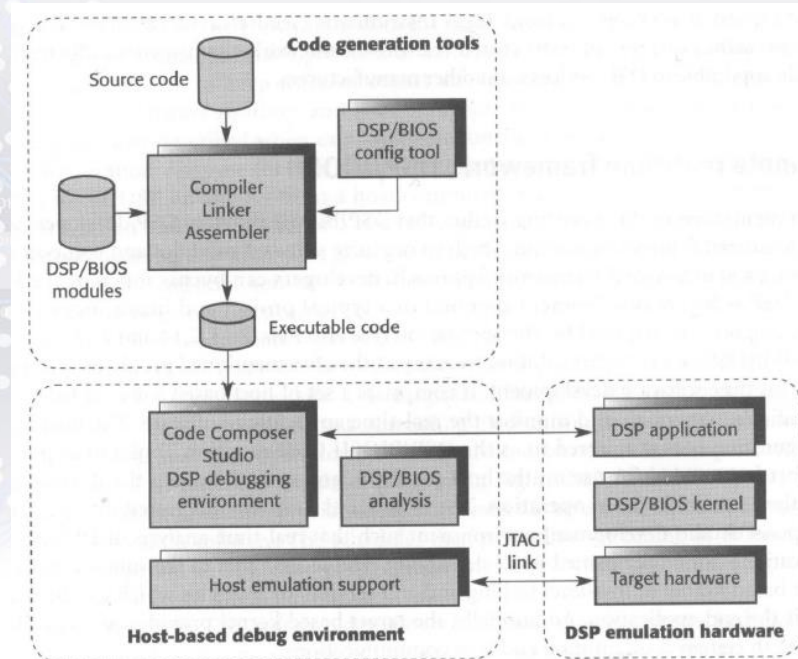 Code generation tools
Source code
DSP/BIOS
config tool
Compiler
Linker
Assembler
DSP/BIOS
modules
Executable code
Code Composer
Studio
DSP debugging
environment
DSP/BIOS
analysis
DSP application
DSP/BIOS kernel
JTAG
link
Host emulation support
Target hardware
Host-based debug environment
DSP emulation hardware